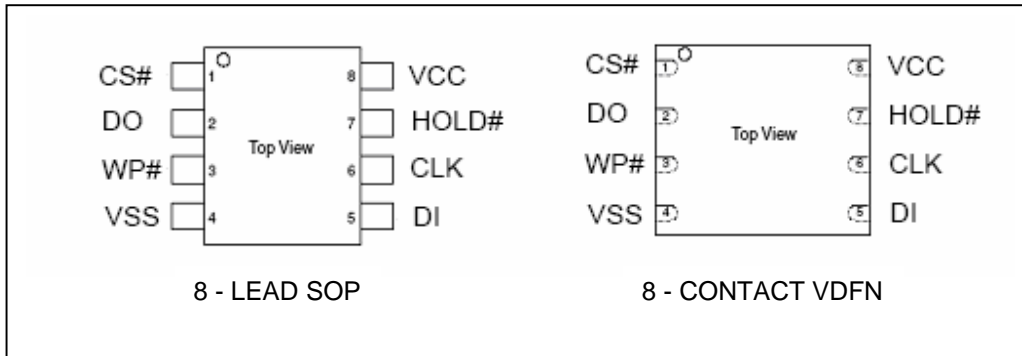 CS# 1 8 VCC
DO 2 7 HOLD#
Top View
WP# 3 6 CLK
VSS 4 5 DI
8 - LEAD SOP
CS# 1 8 VCC
DO 2 7 HOLD#
Top View
WP# 3 6 CLK
VSS 4 5 DI
8 - CONTACT VDFN